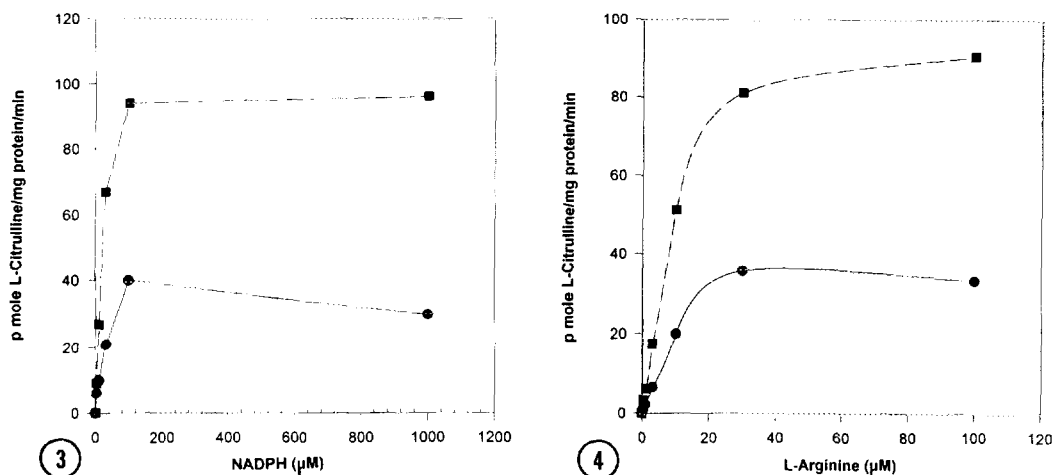 p mole L-Citrulline/mg protein/min
120
100
80
60
40
20
0
0 200 400 600 800 1000 1200
NADPH (µM)
3
p mole L-Citrulline/mg protein/min
100
80
60
40
20
0
0 20 40 60 80 100 120
L-Arginine (µM)
4